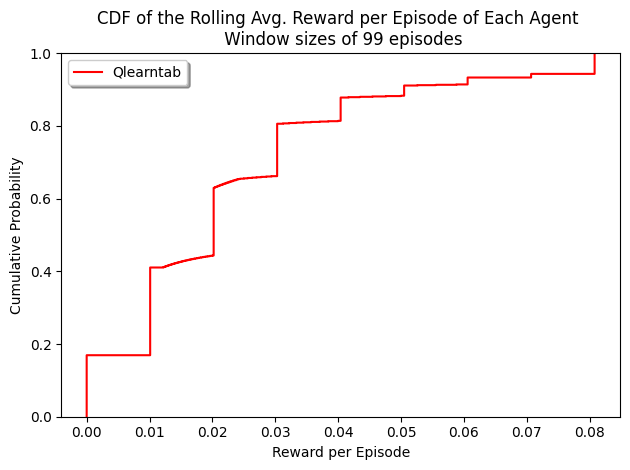 CDF of the Rolling Avg. Reward per Episode of Each Agent
Window sizes of 99 episodes
Qlearntab
1.0
0.8
0.6
0.4
0.2
0.0
Cumulative Probability
0.00 0.01 0.02 0.03 0.04 0.05 0.06 0.07 0.08
Reward per Episode